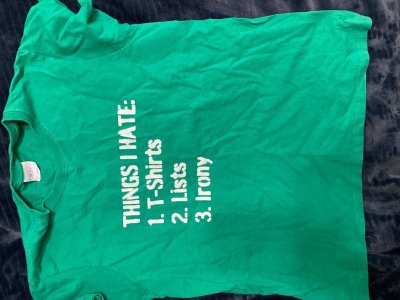 THINGS I HATE:
1. T-Shirts
2. Lists
3. Irony